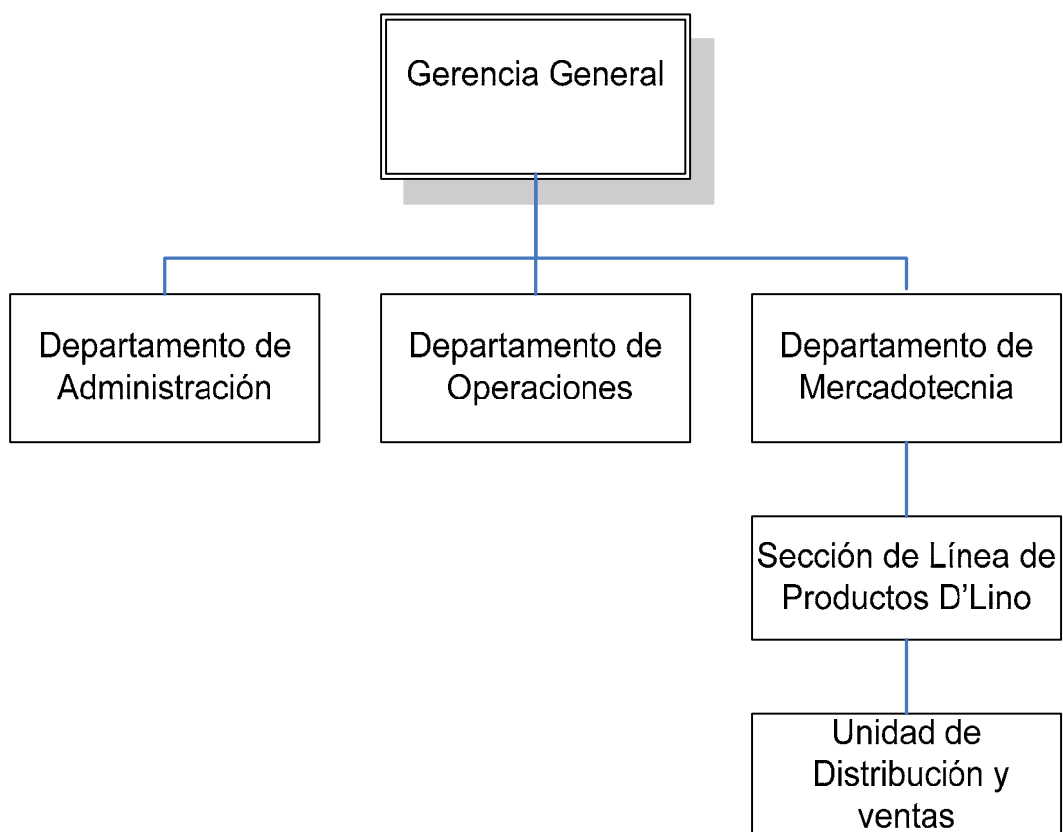 Gerencia General
Departamento de
Administración
Departamento de
Operaciones
Departamento de
Mercadotecnia
Sección de Línea de
Productos D’Lino
Unidad de
Distribución y
ventas